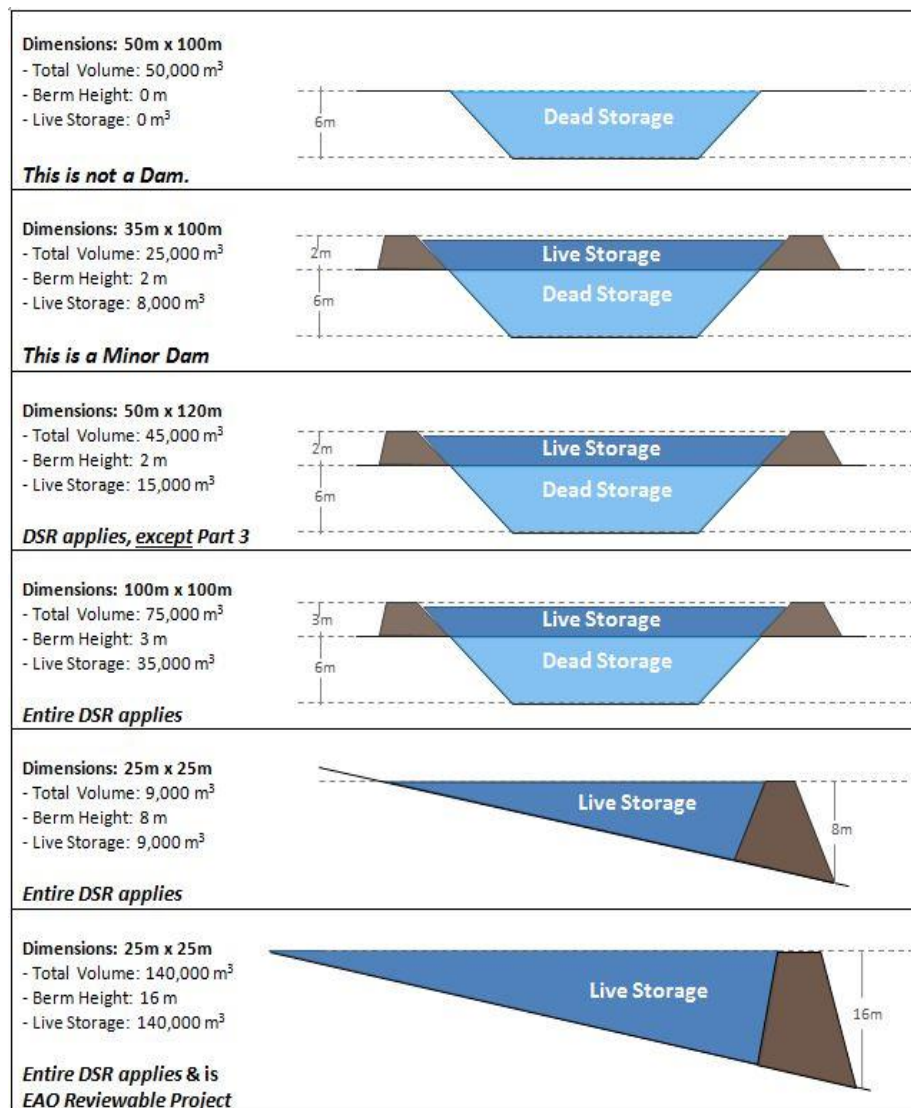 Dimensions: 50m x 100m
- Total Volume: 50,000 m³
- Berm Height: 0 m
- Live Storage: 0 m³
This is not a Dam.
6m
Dead Storage
Dimensions: 35m x 100m
- Total Volume: 25,000 m³
- Berm Height: 2 m
- Live Storage: 8,000 m³
This is a Minor Dam
2m
Live Storage
6m
Dead Storage
Dimensions: 50m x 120m
- Total Volume: 45,000 m³
- Berm Height: 2 m
- Live Storage: 15,000 m³
DSR applies, except Part 3
2m
Live Storage
6m
Dead Storage
Dimensions: 100m x 100m
- Total Volume: 75,000 m³
- Berm Height: 3 m
- Live Storage: 35,000 m³
Entire DSR applies
3m
Live Storage
6m
Dead Storage
Dimensions: 25m x 25m
- Total Volume: 9,000 m³
- Berm Height: 8 m
- Live Storage: 9,000 m³
Entire DSR applies
Live Storage
8m
Dimensions: 25m x 25m
- Total Volume: 140,000 m³
- Berm Height: 16 m
- Live Storage: 140,000 m³
Entire DSR applies & is
EAO Reviewable Project
Live Storage
16m